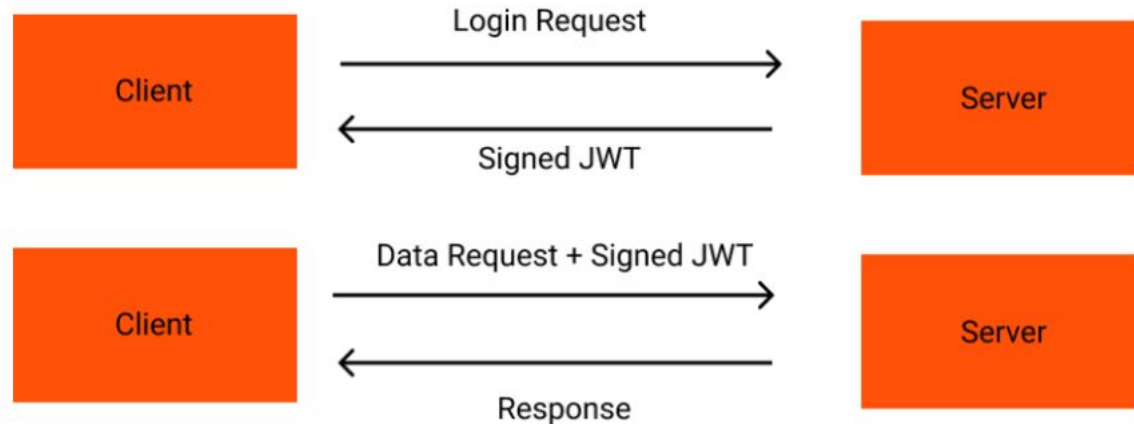 Login Request
Client
Server
Signed JWT
Data Request + Signed JWT
Client
Server
Response